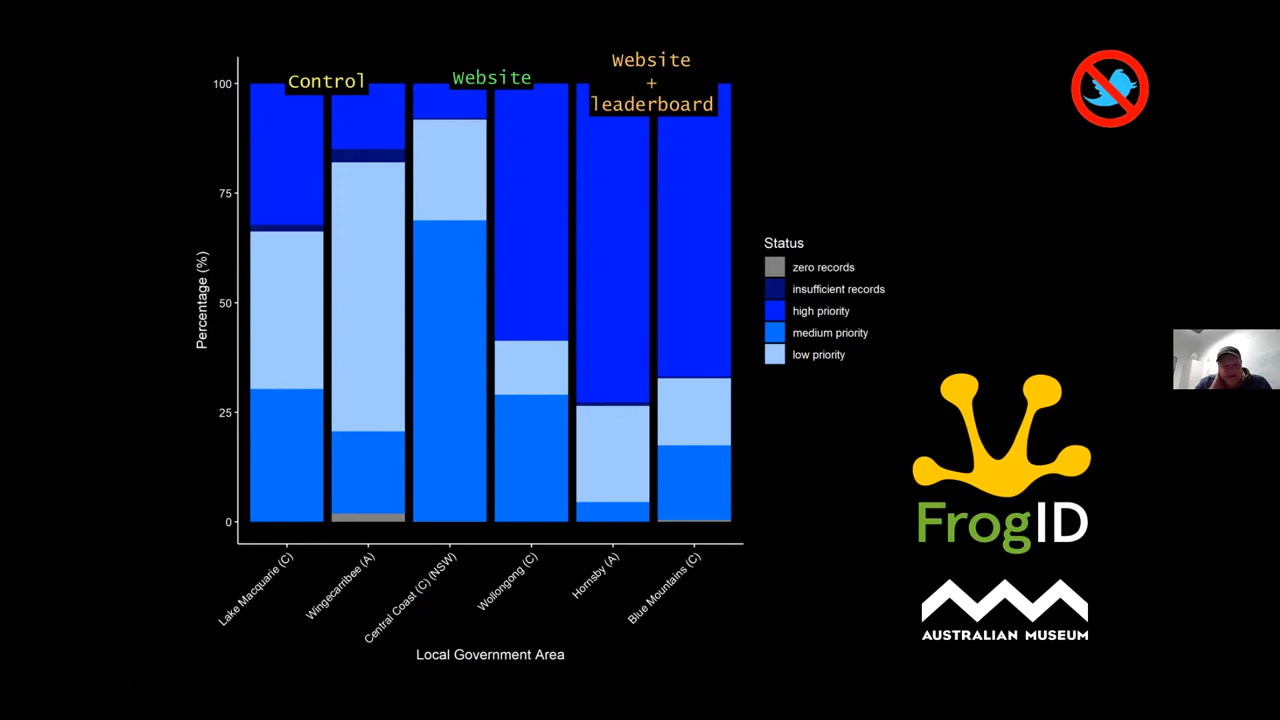 Control
Website
Website
+
leaderboard
100
75
50
25
0
Percentage (%)
Lake Macquarie (C)
Wingecarribee (A)
Central Coast (C) (NSW)
Wollongong (C)
Hornsby (A)
Blue Mountains (C)
Local Government Area
Status
zero records
insufficient records
high priority
medium priority
low priority
FrogID
AUSTRALIAN MUSEUM